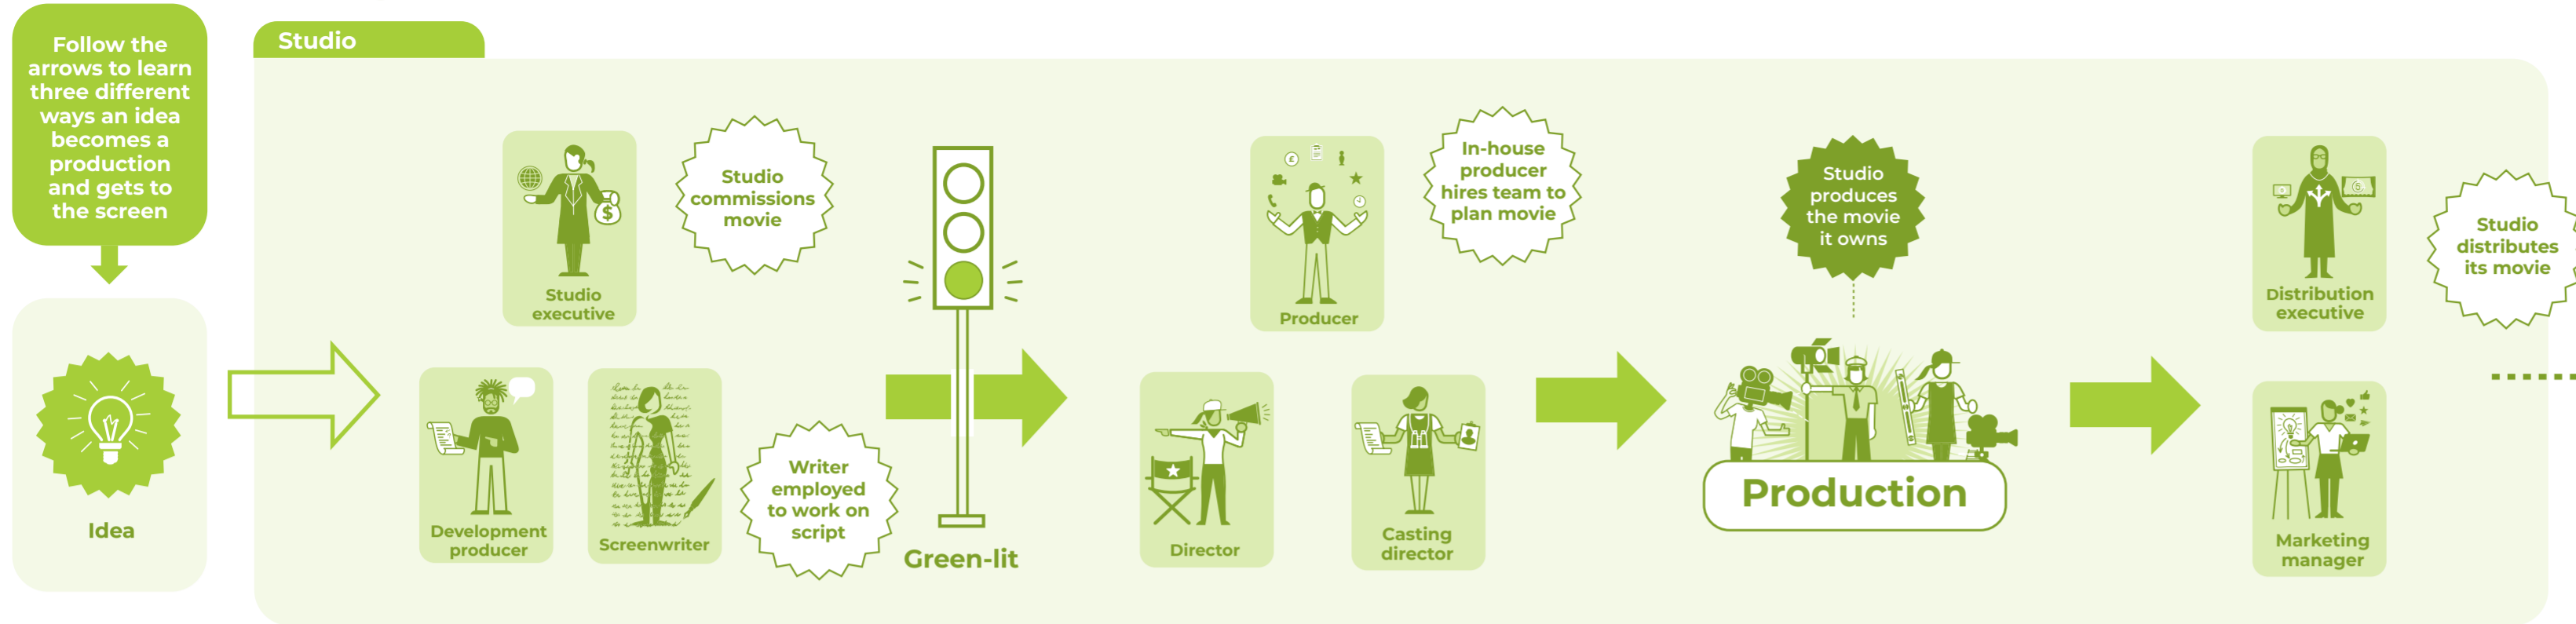 Follow the
arrows to learn
three different
ways an idea
becomes a
production
and gets to
the screen
Idea
Studio
Studio
executive
Studio
commissions
movie
$
Development
producer
Screenwriter
Writer
employed
to work on
script
Green-lit
£
Producer
In-house
producer
hires team to
plan movie
Director
Casting
director
Studio
produces
the movie
it owns
Production
Distribution
executive
Studio
distributes
its movie
Marketing
manager